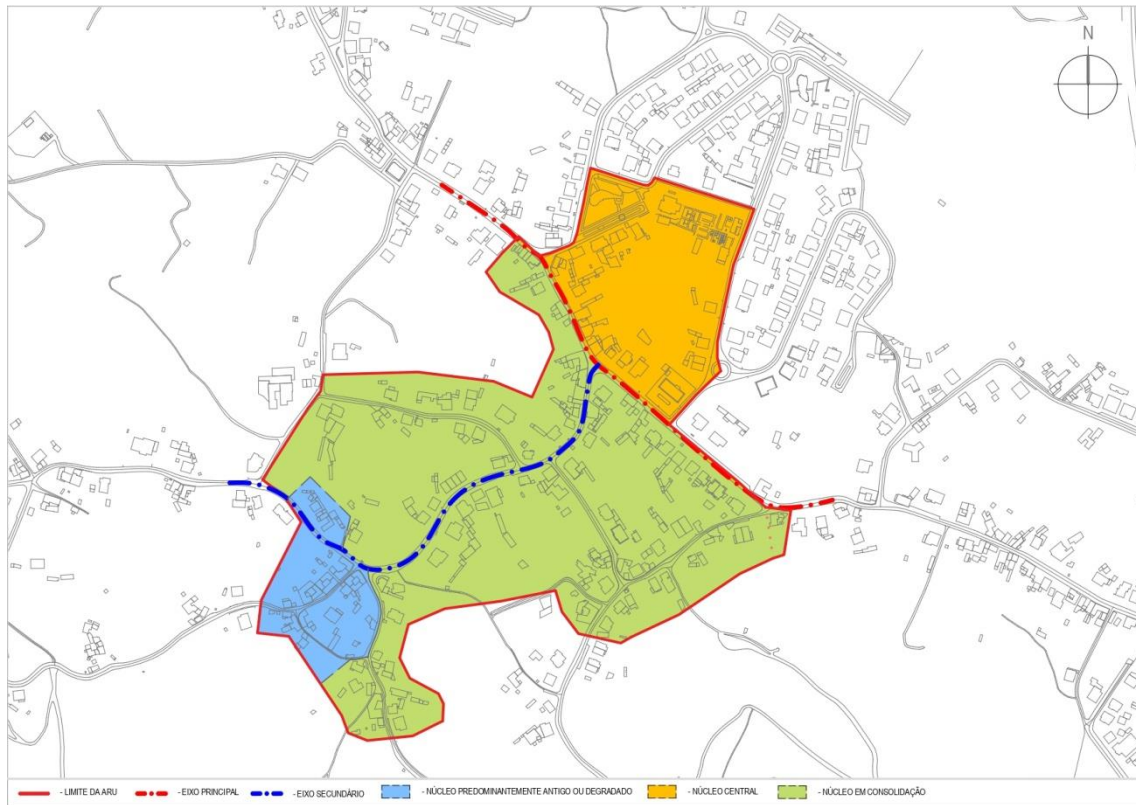 N
- LIMITE DA ARU - EIXO PRINCIPAL - EIXO SECUNDÁRIO - NÚCLEO PREDOMINANTEMENTE ANTIGO OU DEGRADADO - NÚCLEO CENTRAL - NÚCLEO EM CONSOLIDAÇÃO